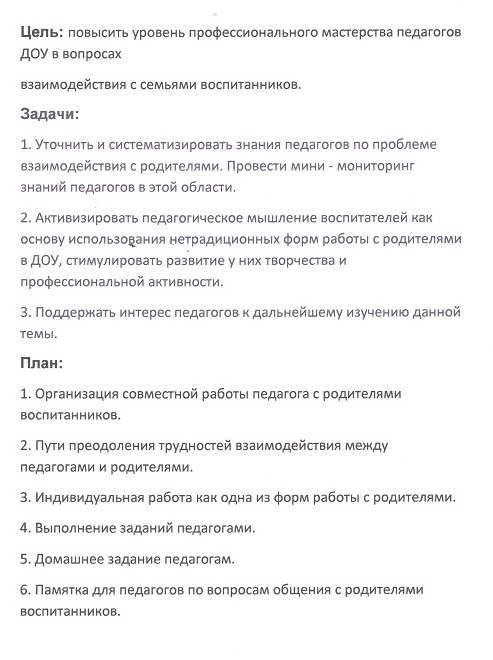 Цель: повысить уровень профессионального мастерства педагогов
ДОУ в вопросах
взаимодействия с семьями воспитанников.
Задачи:
1. Уточнить и систематизировать знания педагогов по проблеме
взаимодействия с родителями. Провести мини - мониторинг
знаний педагогов в этой области.
2. Активизировать педагогическое мышление воспитателей как
основу использования нетрадиционных форм работы с родителями
в ДОУ, стимулировать развитие у них творчества и
профессиональной активности.
3. Поддержать интерес педагогов к дальнейшему изучению данной
темы.
План:
1. Организация совместной работы педагога с родителями
воспитанников.
2. Пути преодоления трудностей взаимодействия между
педагогами и родителями.
3. Индивидуальная работа как одна из форм работы с родителями.
4. Выполнение заданий педагогами.
5. Домашнее задание педагогам.
6. Памятка для педагогов по вопросам общения с родителями
воспитанников.